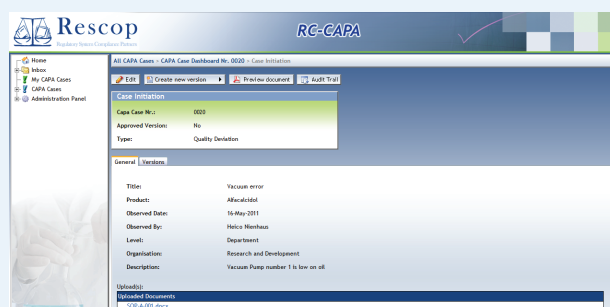 Rescop
RC-CAPA
Home
Inbox
My CAPA Cases
CAPA Cases
Administration Panel
All CAPA Cases - CAPA Case Dashboard Nr. 0020 - Case Initiation
Edit Create new version Preview document Audit Trail
Case Initiation
Capa Case Nr.: 0020
Approved Version: No
Type: Quality Deviation
General Versions
Title: Vacuum error
Product: Alfacalcidol
Observed Date: 16-May-2011
Observed By: Heico Nienhaus
Level: Department
Organisation: Research and Development
Description: Vacuum Pump number 1 is low on oil
Upload(s):
Uploaded Documents
SOP-A-001.docx